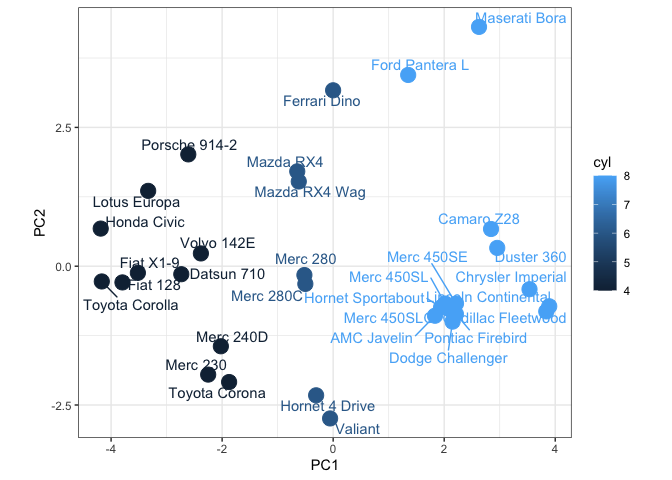 Maserati Bora
Ford Pantera L
Ferrari Dino
2.5
Porsche 914-2
Mazda RX4
cyl
Mazda RX4 Wag
8
Lotus Europa
7
Honda Civic
Camaro Z28
PC2
Volvo 142E
6
Merc 280
Merc 450SE
Duster 360
Fiat X1-9
0.0
Datsun 710
Merc 450SL
Chrysler Imperial
5
Fiat 128
Merc 280C
Hornet Sportabout
Lincoln Continental
4
Toyota Corolla
Merc 450SLC
Cadillac Fleetwood
Merc 240D
AMC Javelin
Pontiac Firebird
Merc 230
Dodge Challenger
Toyota Corona
-2.5
Hornet 4 Drive
Valiant
-4
-2
0
2
4
PC1